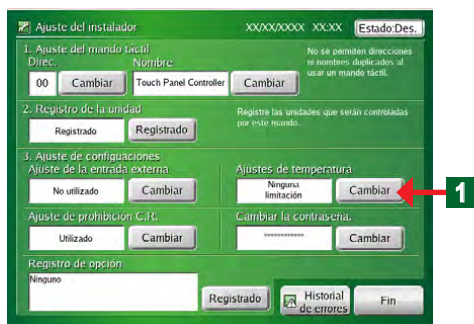 Ajuste del instalador
XX/XX/XXXX XX:XX
Estado:Des.
1. Ajuste del mando táctil
Direc.
Nombre
No se permiten direcciones
ni nombres duplicados al
usar un mando táctil.
00
Cambiar
Touch Panel Controller
Cambiar
2. Registro de la unidad
Registre las unidades que serán controladas
por este mando.
Registrado
Registrado
3. Ajuste de configuaciones
Ajuste de la entrada externa
Ajustes de temperatura
No utilizado
Cambiar
Ninguna
limitación
Cambiar
1
Ajuste de prohibición C.R.
Cambiar la contraseña.
Utilizado
Cambiar
************
Cambiar
Registro de opción
Ninguno
Registrado
Historial
de errores
Fin